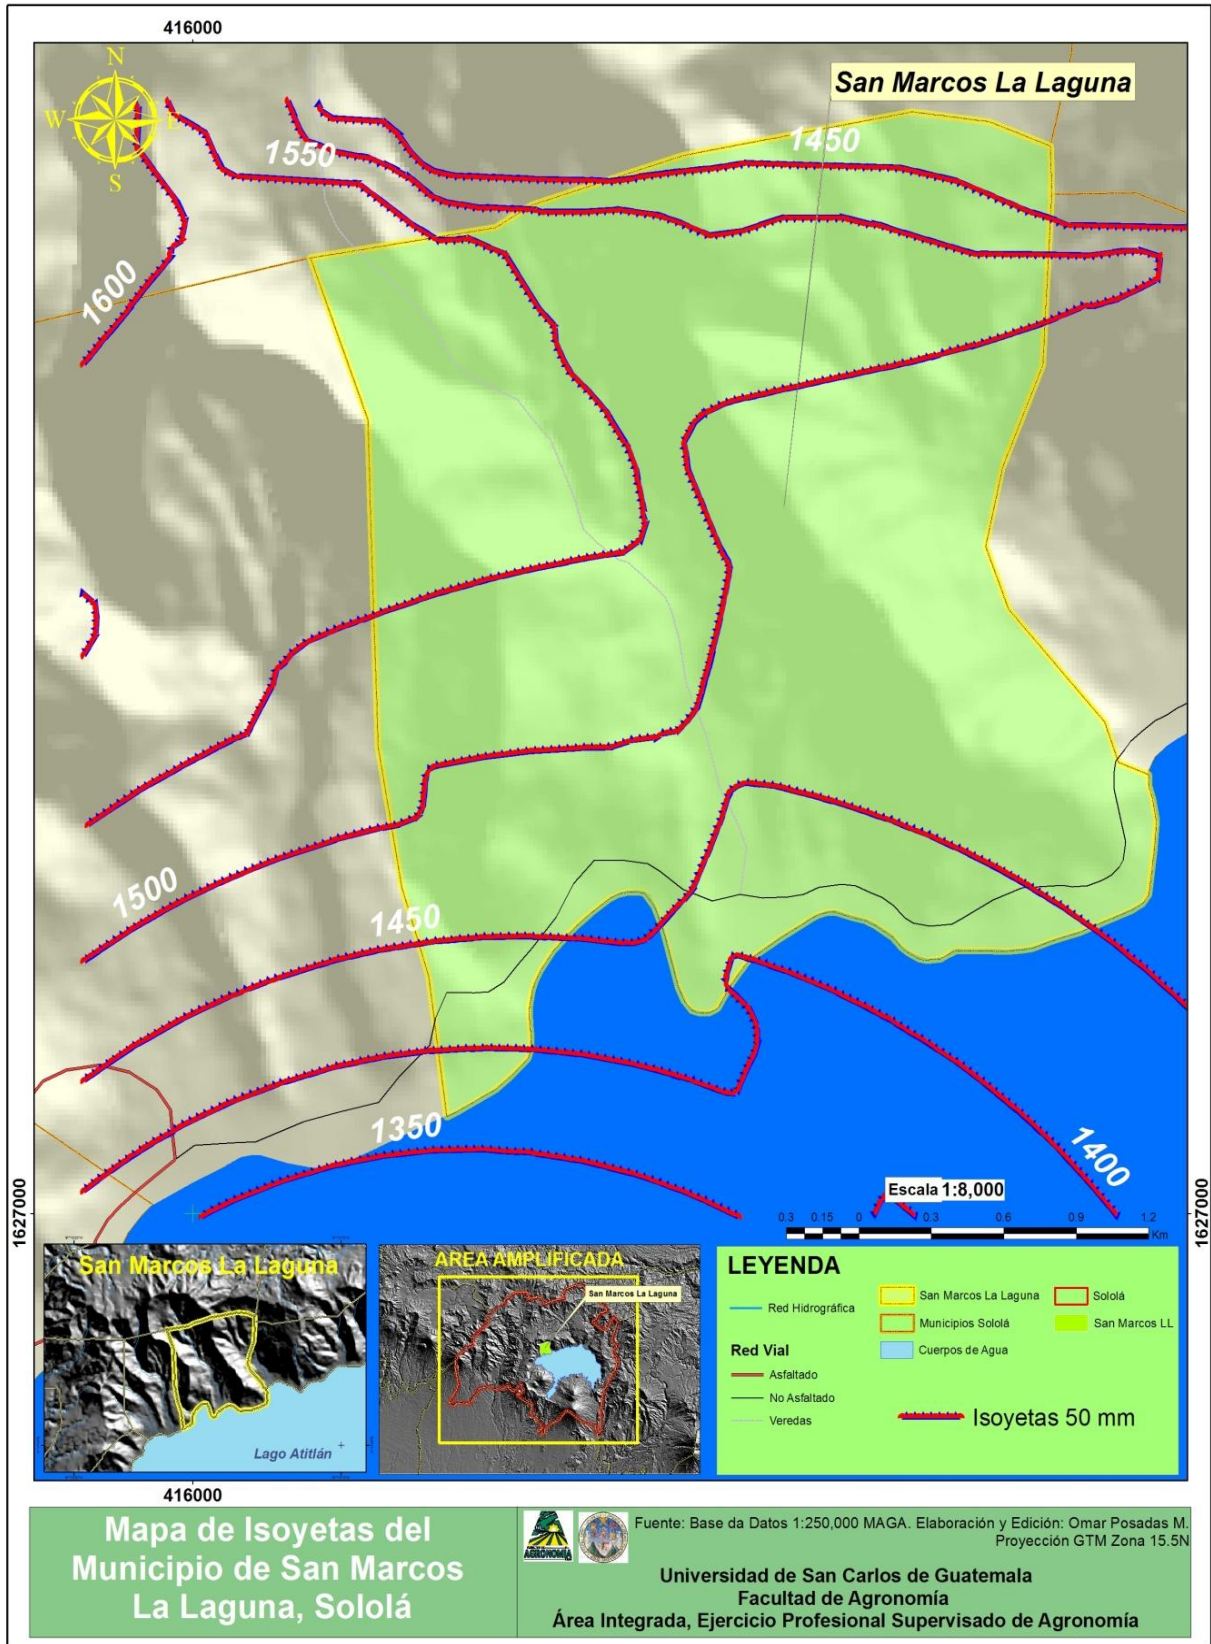 416000
N
W E
S
San Marcos La Laguna
1550
1450
1600
1500
1450
1350
1400
1627000
1627000
Escala 1:8,000
0.3 0.15 0 0.3 0.6 0.9 1.2
Km
San Marcos La Laguna
Lago Atitlán
AREA AMPLIFICADA
San Marcos La Laguna
LEYENDA
Red Hidrográfica
San Marcos La Laguna
Sololá
Municipios Sololá
San Marcos LL
Red Vial
Cuerpos de Agua
Asfaltado
No Asfaltado
Veredas
Isoyetas 50 mm
416000
Mapa de Isoyetas del
Municipio de San Marcos
La Laguna, Sololá
AGRONOMÍA
Fuente: Base da Datos 1:250,000 MAGA. Elaboración y Edición: Omar Posadas M.
Proyección GTM Zona 15.5N
Universidad de San Carlos de Guatemala
Facultad de Agronomía
Área Integrada, Ejercicio Profesional Supervisado de Agronomía